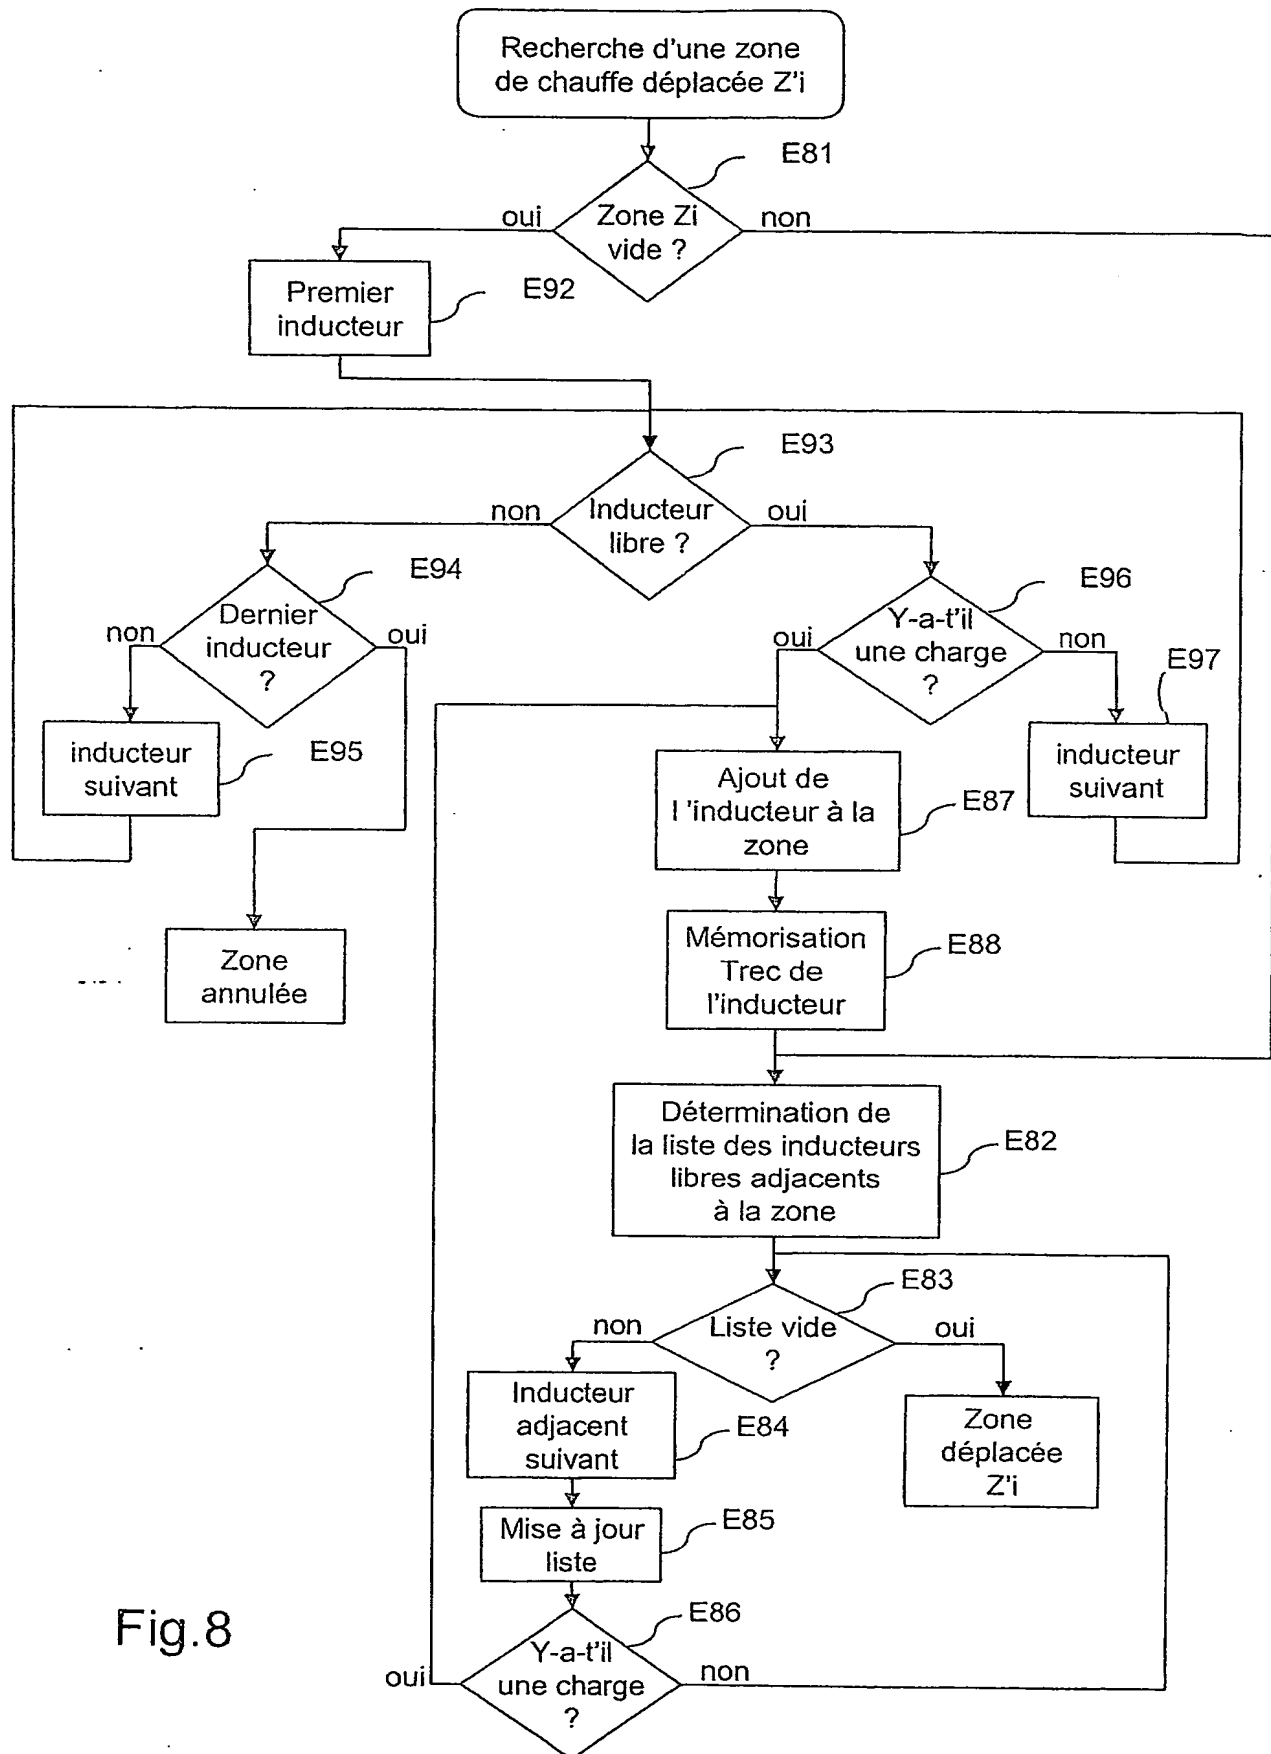 Recherche d'une zone
de chauffe déplacée Z'i
E81
oui
Zone Zi
vide ?
non
Premier
inducteur
E92
E93
non
Inducteur
libre ?
oui
E94
Dernier
inducteur
?
non
oui
E96
Y-a-t'il
une charge
?
oui
non
E97
inducteur
suivant
E95
inducteur
suivant
Ajout de
l 'inducteur à la
zone
E87
Zone
annulée
Mémorisation
Trec de
l'inducteur
E88
Détermination de
la liste des inducteurs
libres adjacents
à la zone
E82
E83
non
Liste vide
?
oui
Inducteur
adjacent
suivant
E84
Zone
déplacée
Z'i
Mise à jour
liste
E85
E86
Y-a-t'il
une charge
?
oui
non
Fig.8